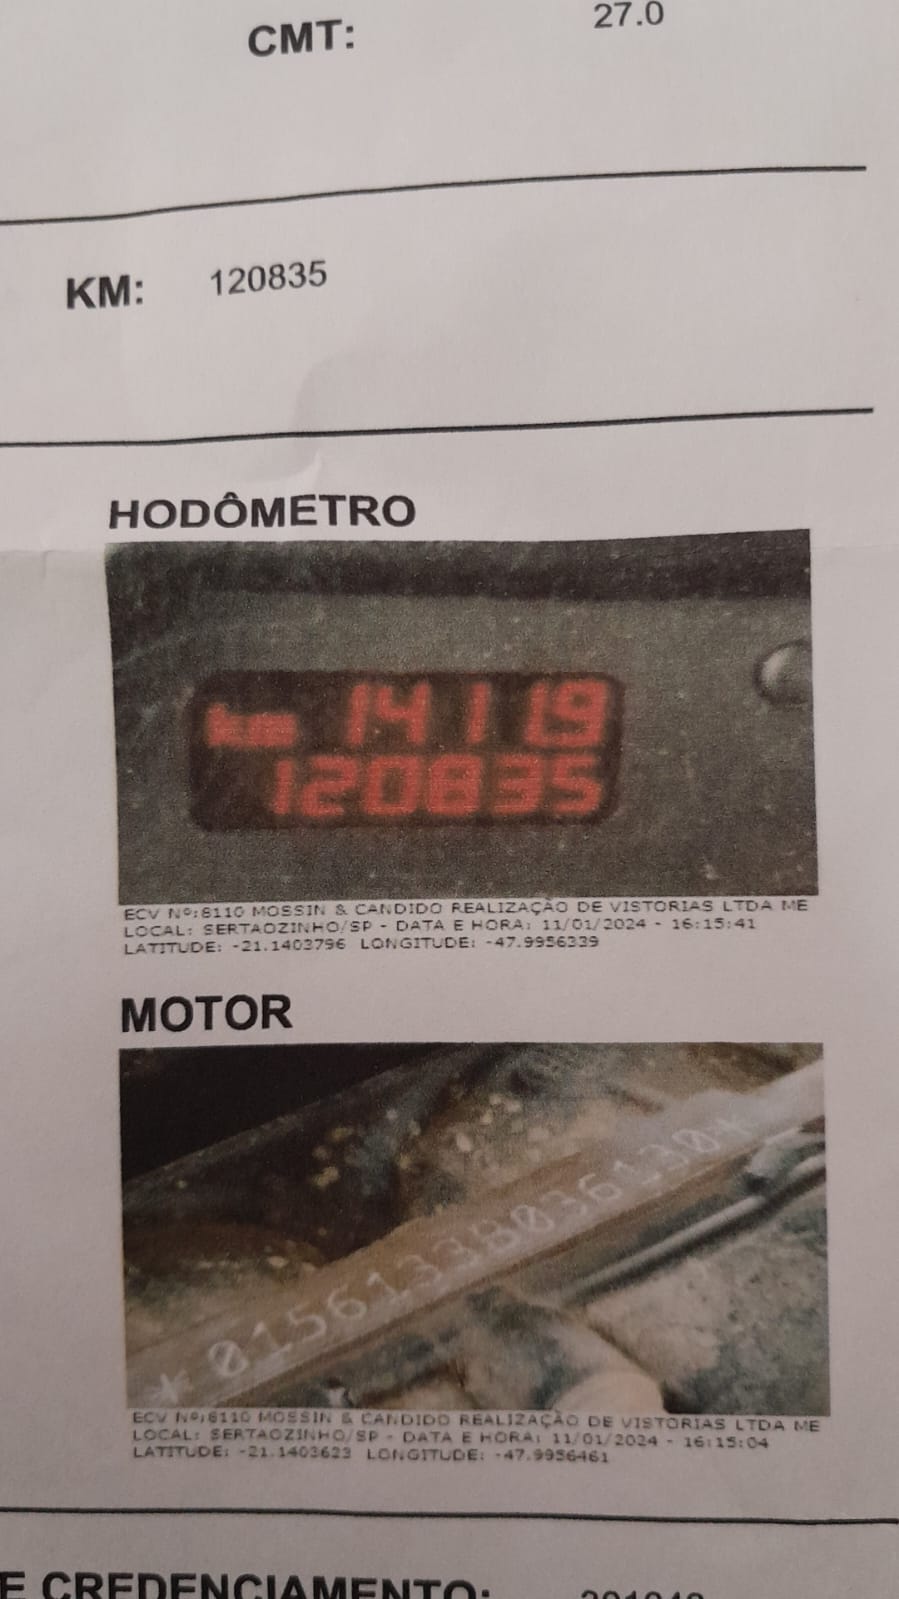 CMT: 27.0
KM: 120835
HODÔMETRO
km 14119
120835
ECV Nº:8110 MOSSIN & CANDIDO REALIZAÇÃO DE VISTORIAS LTDA ME
LOCAL: SERTAOZINHO/SP - DATA E HORA: 11/01/2024 - 16:15:41
LATITUDE: -21.1403796 LONGITUDE: -47.9956339
MOTOR
*015613380361304
ECV Nº:8110 MOSSIN & CANDIDO REALIZAÇÃO DE VISTORIAS LTDA ME
LOCAL: SERTAOZINHO/SP - DATA E HORA: 11/01/2024 - 16:15:04
LATITUDE: -21.1403623 LONGITUDE: -47.9956461
E CREDENCIAMENTO: